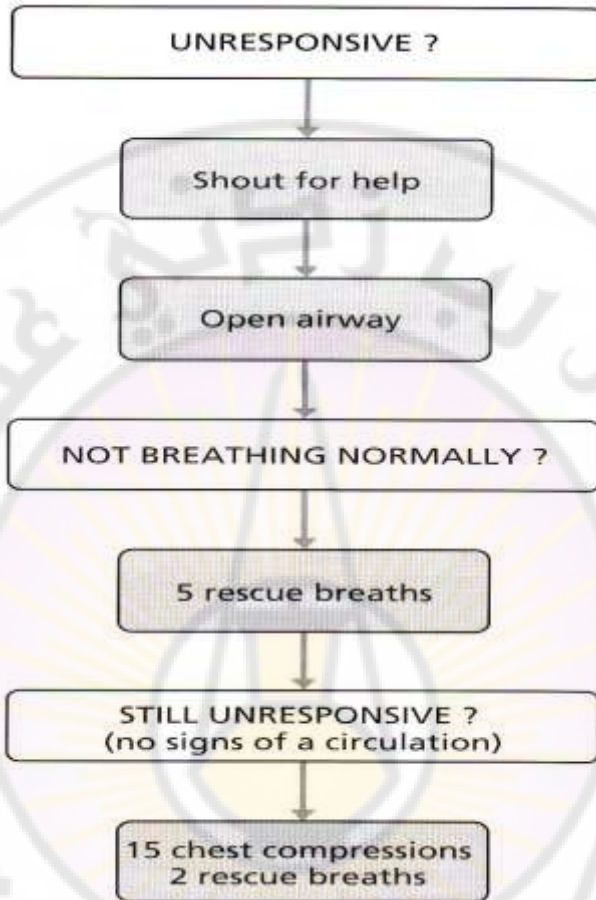 UNRESPONSIVE ?
Shout for help
Open airway
NOT BREATHING NORMALLY ?
5 rescue breaths
STILL UNRESPONSIVE ?
(no signs of a circulation)
15 chest compressions
2 rescue breaths